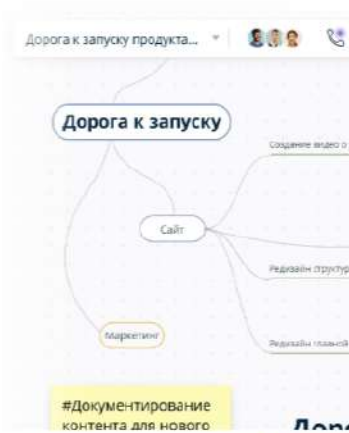 Дорога к запуску продукта...
Дорога к запуску
Создание видео о
Сайт
Редизайн структур
Маркетинг
Редизайн главной
#Документирование
контента для нового